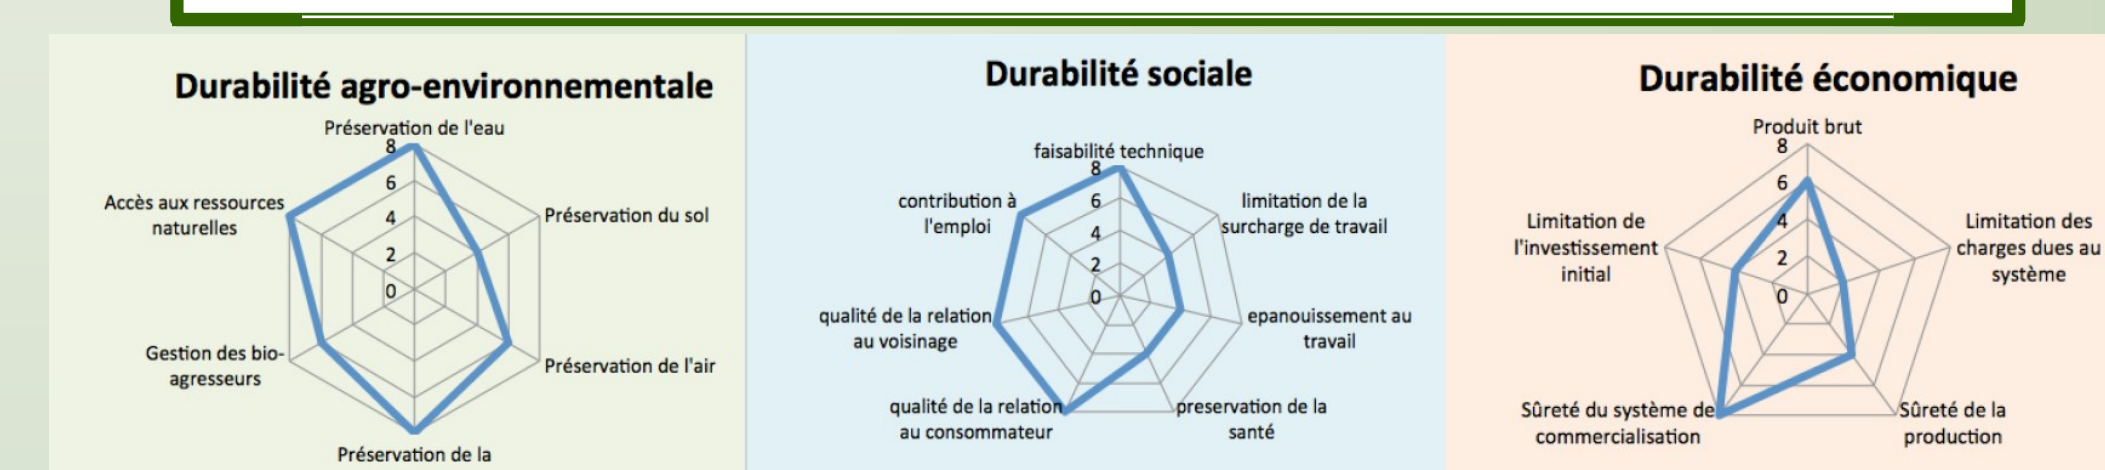 Durabilité agro-environnementale
Préservation de l'eau
8
6
4
2
0
Préservation du sol
Préservation de l'air
Préservation de la
Gestion des bio-
agresseurs
Accès aux ressources
naturelles
Durabilité sociale
faisabilité technique
8
6
4
2
0
limitation de la
surcharge de travail
epanouissement au
travail
preservation de la
santé
qualité de la relation
au consommateur
qualité de la relation
au voisinage
contribution à
l'emploi
Durabilité économique
Produit brut
8
6
4
2
0
Limitation des
charges dues au
système
Sûreté de la
production
Sûreté du système de
commercialisation
Limitation de
l'investissement
initial